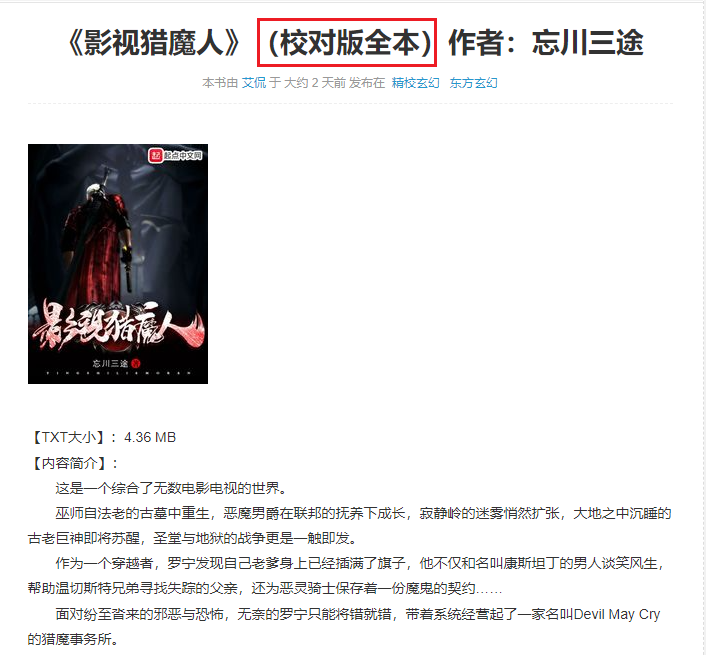 《影视猎魔人》（校对版全本）作者：忘川三途
本书由 艾侃 于 大约 2 天前 发布在 精校玄幻 东方玄幻
起点中文网
影视猎魔人
忘川三途 著
【TXT大小】：4.36 MB
【内容简介】：
这是一个综合了无数电影电视的世界。
巫师自法老的古墓中重生，恶魔男爵在联邦的抚养下成长，寂静岭的迷雾悄然扩张，大地之中沉睡的
古老巨神即将苏醒，圣堂与地狱的战争更是一触即发。
作为一个穿越者，罗宁发现自己老爹身上已经插满了旗子，他不仅和名叫康斯坦丁的男人谈笑风生，
帮助温切斯特兄弟寻找失踪的父亲，还为恶灵骑士保存着一份魔鬼的契约……
面对纷至沓来的邪恶与恐怖，无奈的罗宁只能将错就错，带着系统经营起了一家名叫Devil May Cry
的猎魔事务所。